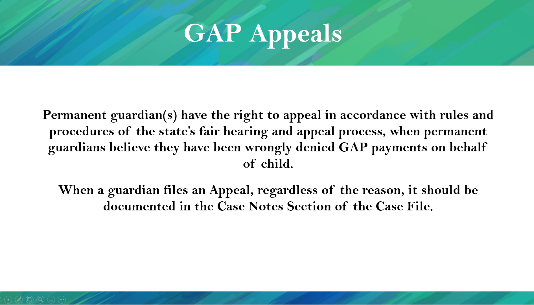 GAP Appeals
Permanent guardian(s) have the right to appeal in accordance with rules and
procedures of the state's fair hearing and appeal process, when permanent
guardians believe they have been wrongly denied GAP payments on behalf
of child.
When a guardian files an Appeal, regardless of the reason, it should be
documented in the Case Notes Section of the Case File.